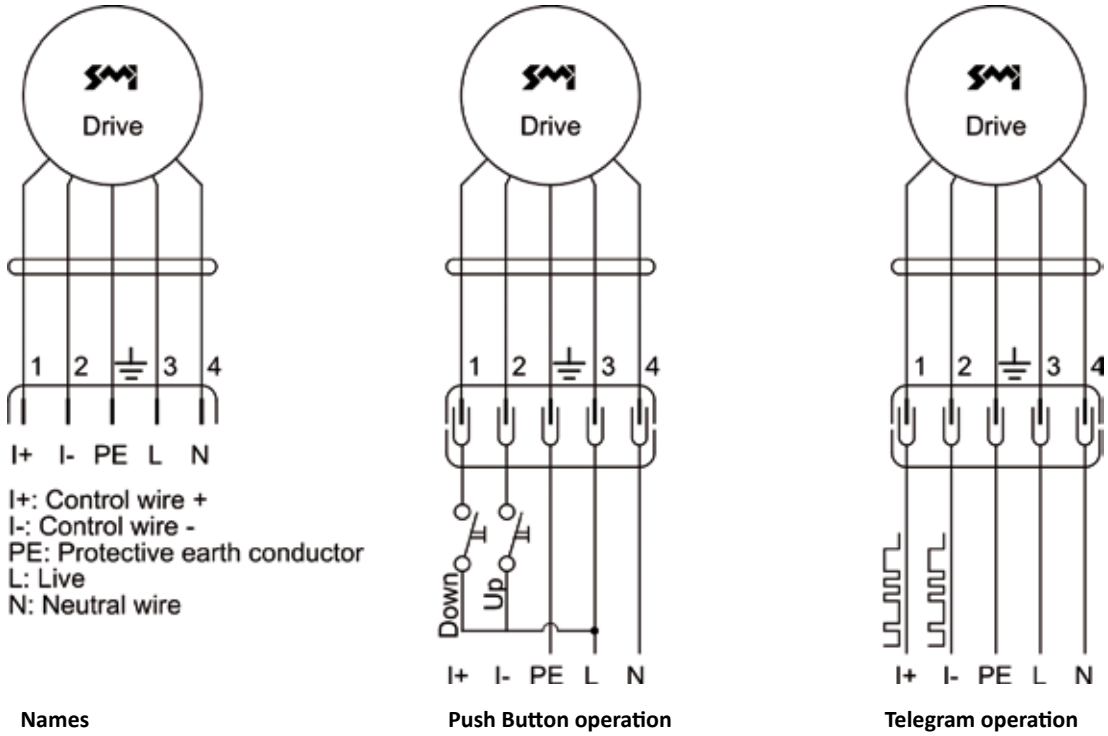 SMI
Drive
1 2 3 4
I+ I- PE L N
I+: Control wire +
I-: Control wire -
PE: Protective earth conductor
L: Live
N: Neutral wire
Names
SMI
Drive
1 2 3 4
Down Up
I+ I- PE L N
Push Button operation
SMI
Drive
1 2 3 4
I+ I- PE L N
Telegram operation